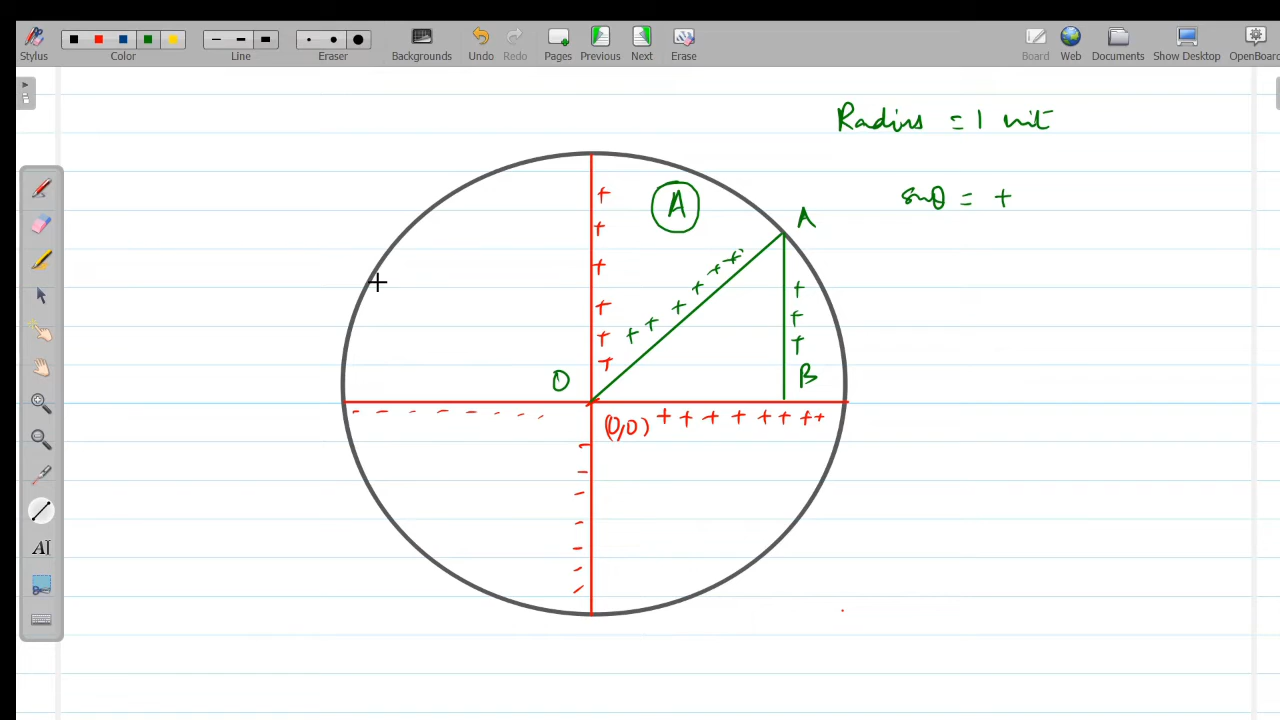 Stylus Color Line Eraser Backgrounds Undo Redo Pages Previous Next Erase Board Web Documents Show Desktop OpenBoard
Radius = 1 unit
sinθ = +
A
A
+
+
+
+
+
+
+ + + + + +
+
+
+
O
B
- - - - - - -
(0,0) + + + + + + + +
-
-
-
-
-
-
-
AI